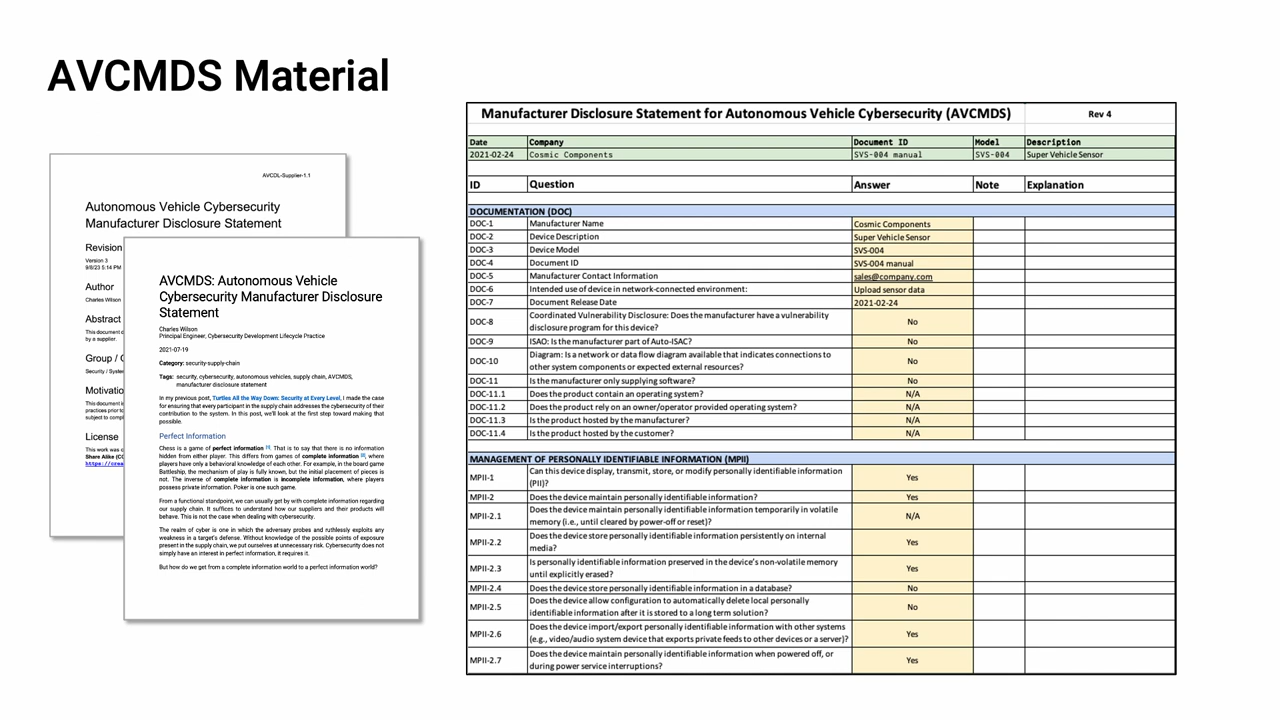 AVCMDS Material
AVCDL-Suppler-1.1
Autonomous Vehicle Cybersecurity
Manufacturer Disclosure Statement
Revision
Version 3
9/8/23 5:14 PM
Author
Charles Wilson
Abstract
This document
by a supplier.
Group /
Security / Syste
Motivatio
This document is
practices prior to
subject to compl
License
This work was
Share Alike (C
https://crea
AVCMDS: Autonomous Vehicle
Cybersecurity Manufacturer Disclosure
Statement
Charles Wilson
Principal Engineer, Cybersecurity Development Lifecycle Practice
2021-07-19
Category: security-supply-chain
Tags: security, cybersecurity, autonomous vehicles, supply chain, AVCMDS,
manufacturer disclosure statement
In my previous post, Turtles All the Way Down: Security at Every Level, I made the case
for ensuring that every participant in the supply chain addresses the cybersecurity of their
contribution to the system. In this post, we'll look at the first step toward making that
possible.
Perfect Information
Chess is a game of perfect information [1]. That is to say that there is no information
hidden from either player. This differs from games of complete information [2], where
players have only a behavioral knowledge of each other. For example, in the board game
Battleship, the mechanism of play is fully known, but the initial placement of pieces is
not. The inverse of complete information is incomplete information, where players
possess private information. Poker is one such game.
From a functional standpoint, we can usually get by with complete information regarding
our supply chain. It suffices to understand how our suppliers and their products will
behave. This is not the case when dealing with cybersecurity.
The realm of cyber is one in which the adversary probes and ruthlessly exploits any
weakness in a target's defense. Without knowledge of the possible points of exposure
present in the supply chain, we put ourselves at unnecessary risk. Cybersecurity does not
simply have an interest in perfect information, it requires it.
But how do we get from a complete information world to a perfect information world?
Manufacturer Disclosure Statement for Autonomous Vehicle Cybersecurity (AVCMDS) Rev 4
Date Company Document ID Model Description
2021-02-24 Cosmic Components SVS-004 manual SVS-004 Super Vehicle Sensor
ID Question Answer Note Explanation
DOCUMENTATION (DOC)
DOC-1 Manufacturer Name Cosmic Components
DOC-2 Device Description Super Vehicle Sensor
DOC-3 Device Model SVS-004
DOC-4 Document ID SVS-004 manual
DOC-5 Manufacturer Contact Information sales@company.com
DOC-6 Intended use of device in network-connected environment: Upload sensor data
DOC-7 Document Release Date 2021-02-24
DOC-8 Coordinated Vulnerability Disclosure: Does the manufacturer have a vulnerability
disclosure program for this device? No
DOC-9 ISAO: Is the manufacturer part of Auto-ISAC? No
DOC-10 Diagram: Is a network or data flow diagram available that indicates connections to
other system components or expected external resources? No
DOC-11 Is the manufacturer only supplying software? No
DOC-11.1 Does the product contain an operating system? N/A
DOC-11.2 Does the product rely on an owner/operator provided operating system? N/A
DOC-11.3 Is the product hosted by the manufacturer? N/A
DOC-11.4 Is the product hosted by the customer? N/A
MANAGEMENT OF PERSONALLY IDENTIFIABLE INFORMATION (MPII)
MPII-1 Can this device display, transmit, store, or modify personally identifiable information
(PII)? Yes
MPII-2 Does the device maintain personally identifiable information? Yes
MPII-2.1 Does the device maintain personally identifiable information temporarily in volatile
memory (i.e., until cleared by power-off or reset)? N/A
MPII-2.2 Does the device store personally identifiable information persistently on internal
media? Yes
MPII-2.3 Is personally identifiable information preserved in the device's non-volatile memory
until explicitly erased? Yes
MPII-2.4 Does the device store personally identifiable information in a database? No
MPII-2.5 Does the device allow configuration to automatically delete local personally
identifiable information after it is stored to a long term solution? No
MPII-2.6 Does the device import/export personally identifiable information with other systems
(e.g., video/audio system device that exports private feeds to other devices or a server)? Yes
MPII-2.7 Does the device maintain personally identifiable information when powered off, or
during power service interruptions? Yes